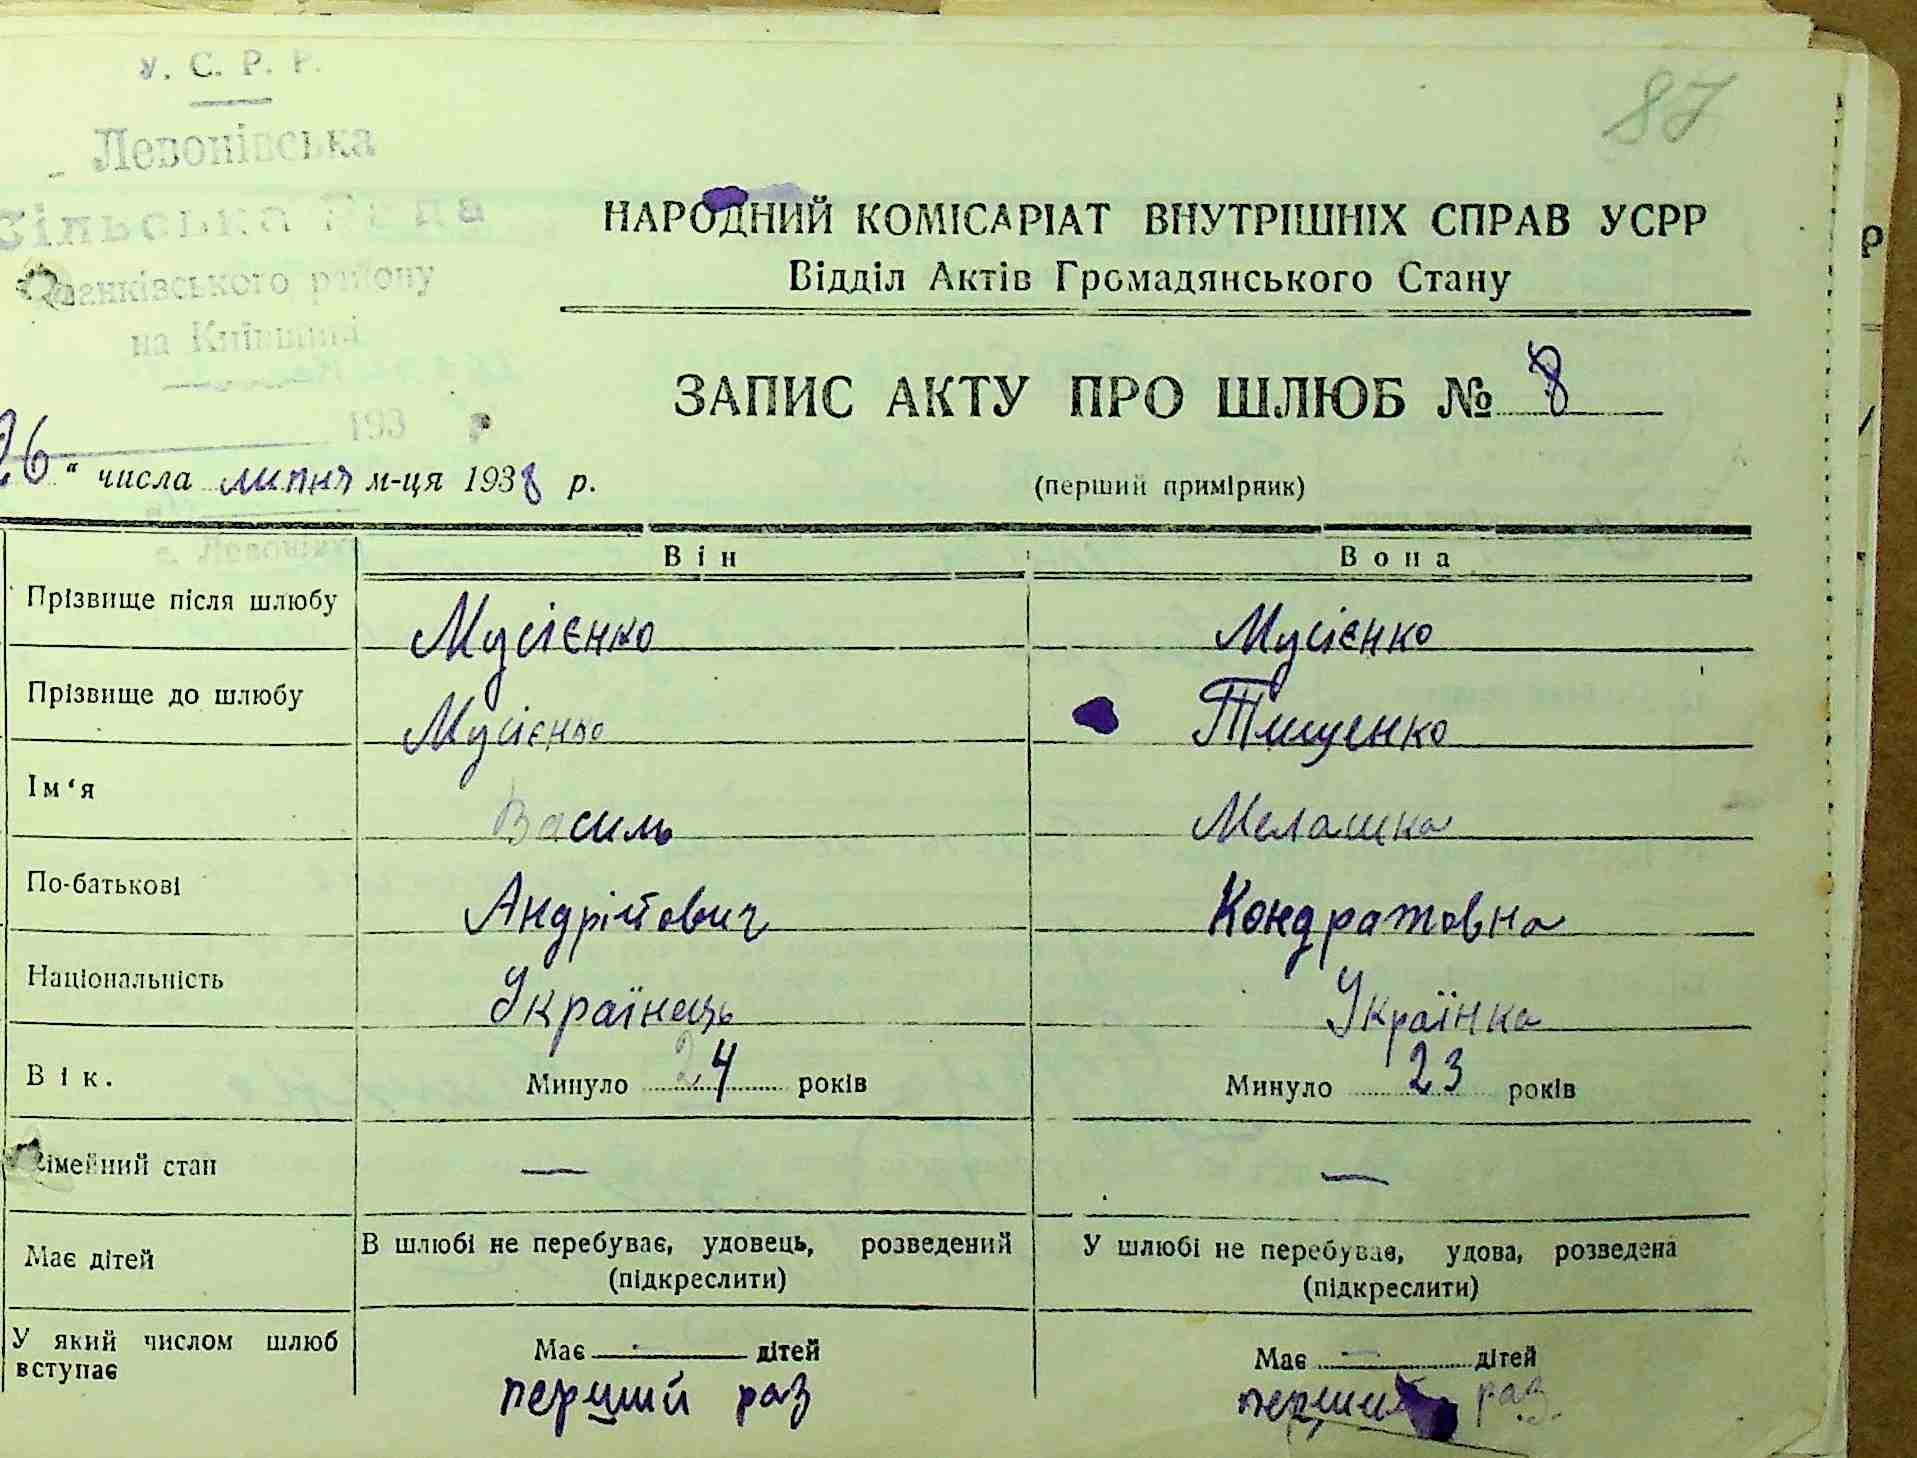 У. С. Р. Р.
87
Левонівська
сільська Рада
Іванківського району
на Київщині
НАРОДНИЙ КОМІСАРІАТ ВНУТРІШНІХ СПРАВ УСРР
Відділ Актів Громадянського Стану
ЗАПИС АКТУ ПРО ШЛЮБ № 8
193 р
26 " числа липня м-ця 1938 р.
(перший примірник)
с. Левонівка
Він Вона
Прізвище після шлюбу Мусієнко Мусієнко
Прізвище до шлюбу Мусієнко Тищенко
Ім'я Василь Мелашка
По-батькові Андрійович Кондратовна
Національність Українець Українка
Вік. Минуло 24 років Минуло 23 років
Сімейний стан — —
Має дітей В шлюбі не перебуває, удовець, розведений У шлюбі не перебуває, удова, розведена
(підкреслити) (підкреслити)
У який числом шлюб Має — дітей Має — дітей
вступає перший раз перший раз